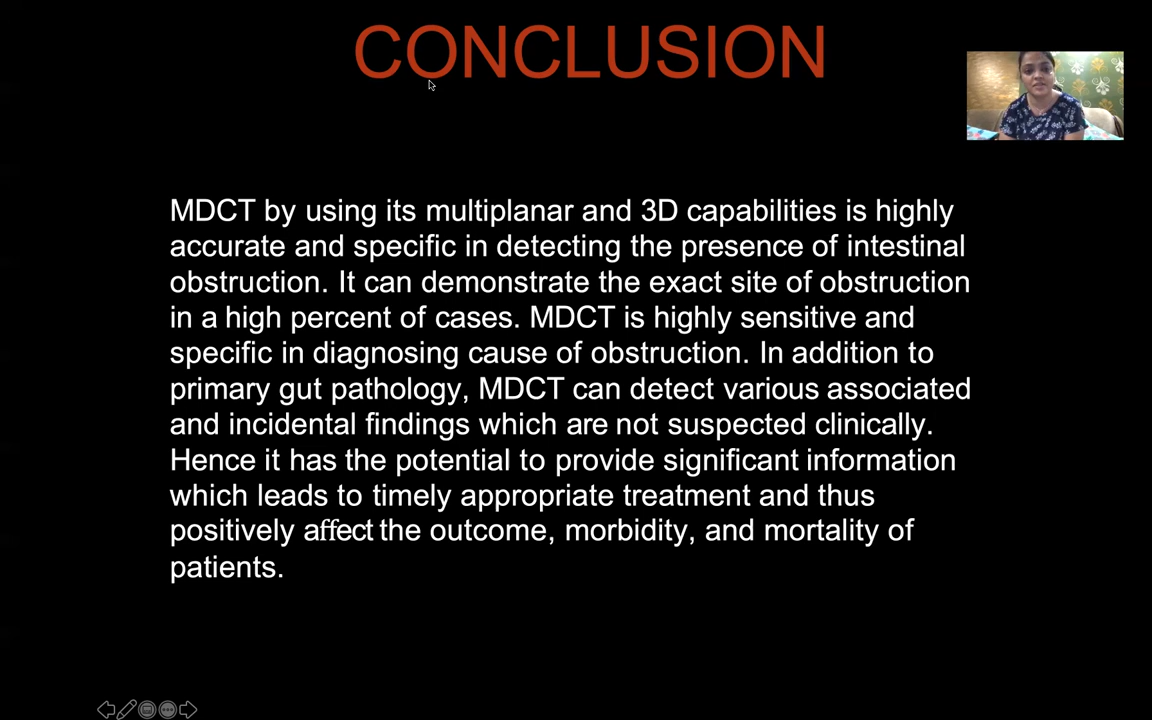 CONCLUSION
MDCT by using its multiplanar and 3D capabilities is highly
accurate and specific in detecting the presence of intestinal
obstruction. It can demonstrate the exact site of obstruction
in a high percent of cases. MDCT is highly sensitive and
specific in diagnosing cause of obstruction. In addition to
primary gut pathology, MDCT can detect various associated
and incidental findings which are not suspected clinically.
Hence it has the potential to provide significant information
which leads to timely appropriate treatment and thus
positively affect the outcome, morbidity, and mortality of
patients.